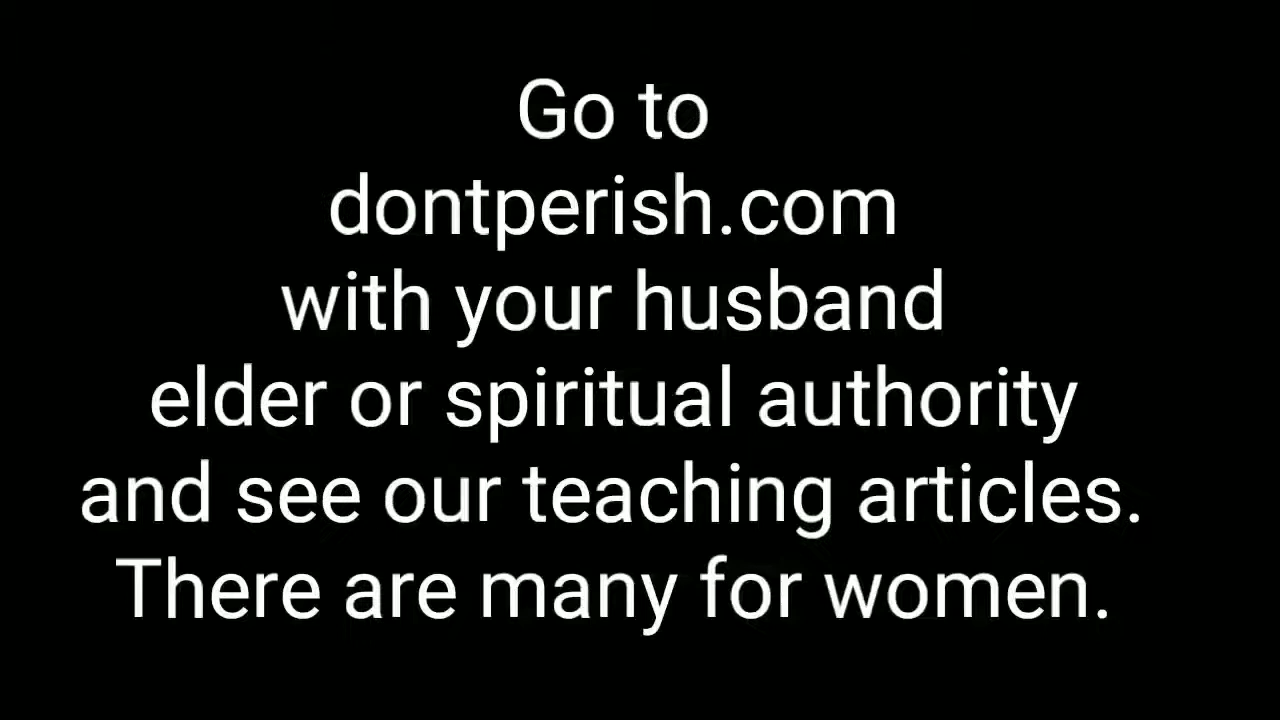 Go to
dontperish.com
with your husband
elder or spiritual authority
and see our teaching articles.
There are many for women.